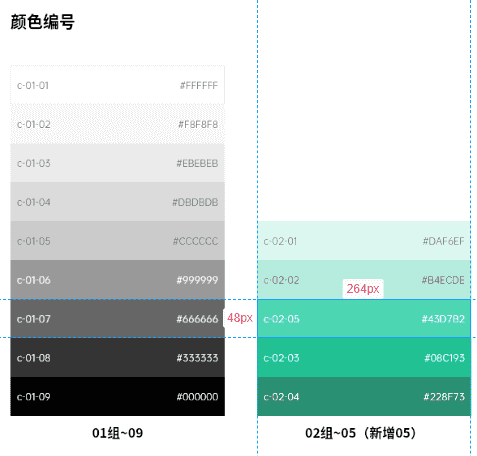 颜色编号
c-01-01 #FFFFFF
c-01-02 #F8F8F8
c-01-03 #EBEBEB
c-01-04 #DBDBDB
c-01-05 #CCCCCC
c-01-06 #999999
c-01-07 #666666
c-01-08 #333333
c-01-09 #000000
01组~09
c-02-01 #DAF6EF
c-02-02 #B4ECDE
264px
c-02-05 #43D7B2
48px
c-02-03 #08C193
c-02-04 #228F73
02组~05（新增05）